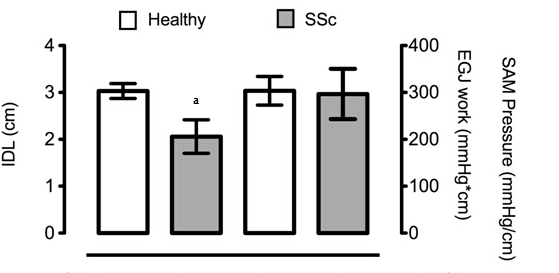 Healthy SSc
IDL (cm)
4
3
2
1
0
a
400
300
200
100
0
EGJ work (mmHg*cm)
SAM Pressure (mmHg/cm)